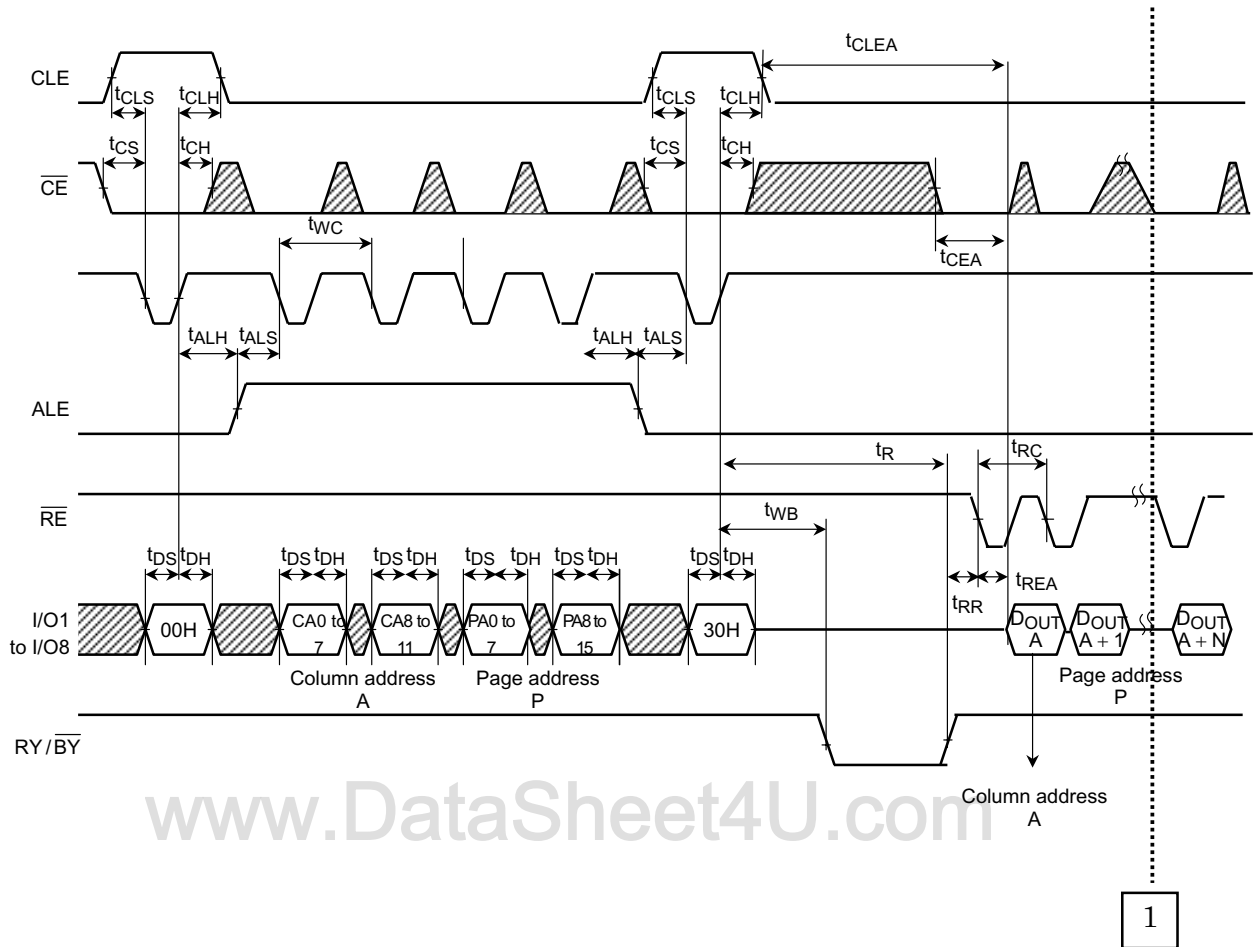 tCLEA
CLE
tCLS tCLH tCLS tCLH
tCS tCH tCS tCH
CE
tWC
tCEA
tALH tALS tALH tALS
ALE
tR tRC
RE
tWB
tDS tDH tDS tDH tDS tDH tDS tDH tDS tDH tDS tDH
tREA
tRR
I/O1
to I/O8
00H
CA0 to
7
CA8 to
11
PA0 to
7
PA8 to
15
30H
DOUT
A
DOUT
A + 1
DOUT
A + N
Column address
A
Page address
P
Page address
P
RY/BY
Column address
A
www.DataSheet4U.com
1